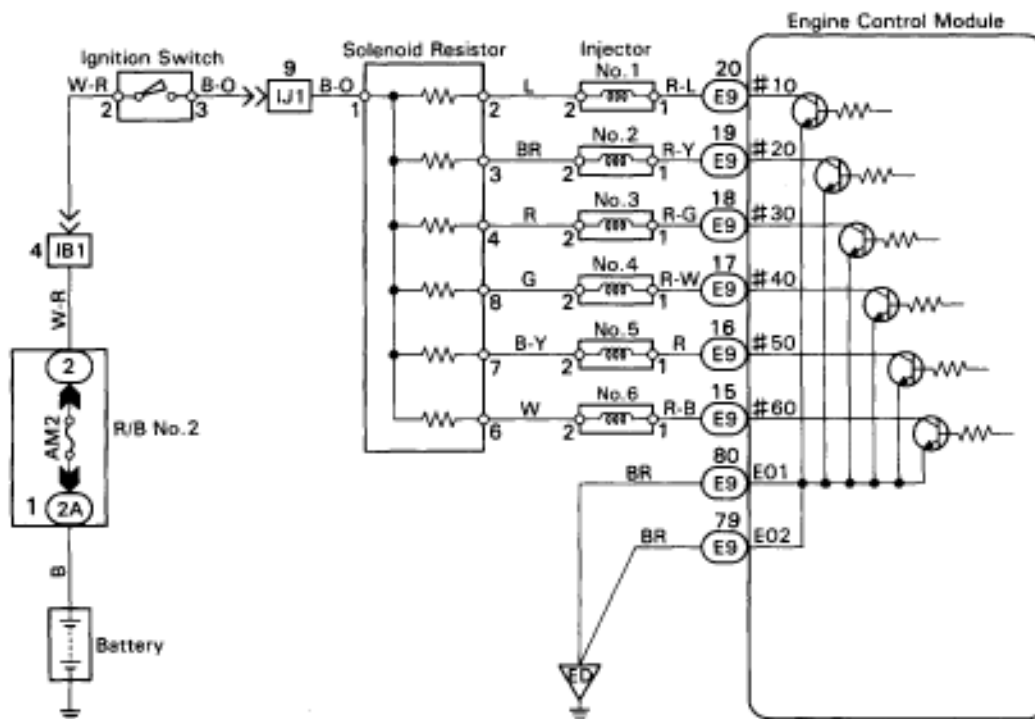 Engine Control Module
Ignition Switch
Solenoid Resistor
Injector
W-R
2
3
B-O
9
IJ1
B-O
1
2
L
No.1
2
1
R-L
20
E9
#10
3
BR
No.2
2
1
R-Y
19
E9
#20
4
R
No.3
2
1
R-G
18
E9
#30
4
IB1
8
G
No.4
2
1
R-W
17
E9
#40
W-R
7
B-Y
No.5
2
1
R
16
E9
#50
2
6
W
No.6
2
1
R-B
15
E9
#60
AM2
R/B No.2
1
2A
BR
80
E9
E01
BR
79
E9
E02
B
Battery
ED